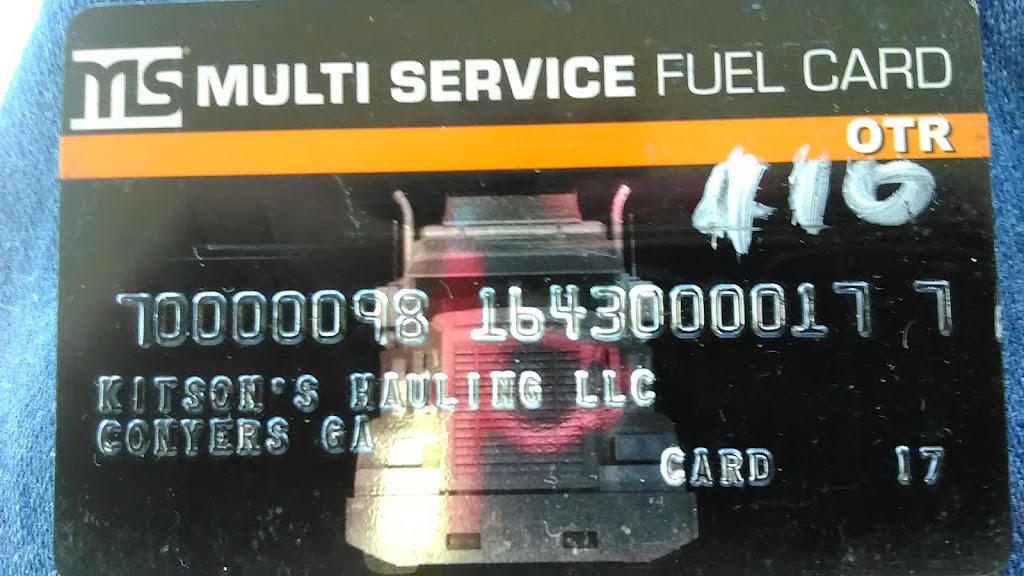 MS MULTI SERVICE FUEL CARD
OTR
410
70000098 1643000017 7
KITSON'S HAULING LLC
CONYERS GA
CARD 17